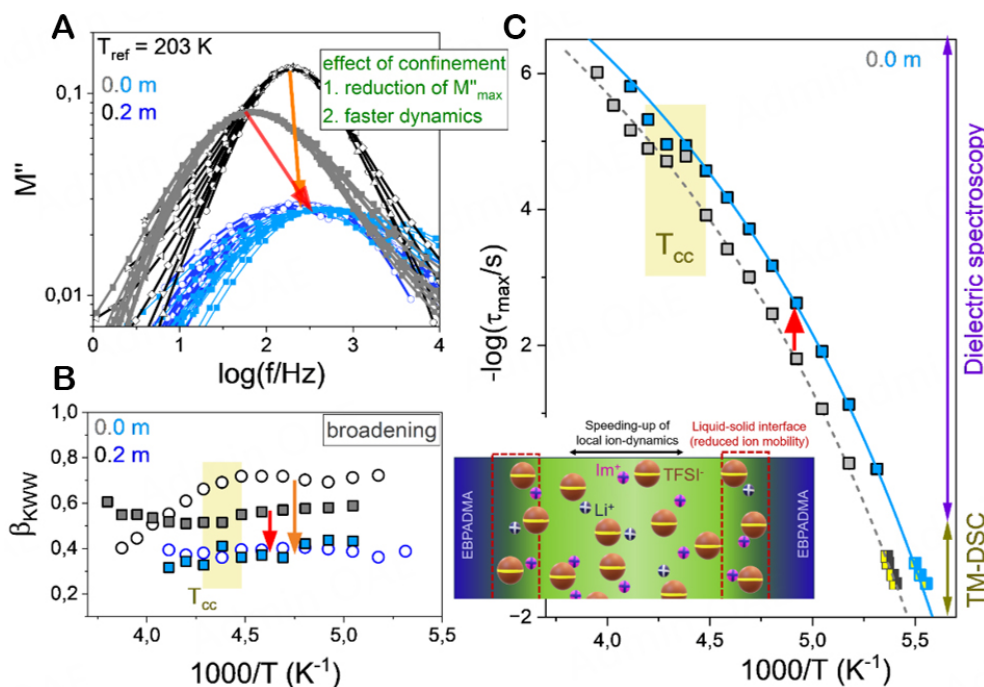 A
T_ref = 203 K
0.0 m
0.2 m
effect of confinement
1. reduction of M"_max
2. faster dynamics
0,1
0,01
M"
0
1
2
3
4
log(f/Hz)
B
1,0
0,8
0,6
0,4
0,2
β_KWW
0.0 m
0.2 m
broadening
T_cc
4,0
4,5
5,0
5,5
1000/T (K⁻¹)
C
0.0 m
6
4
2
-2
-log(τ_max/s)
T_cc
Speeding-up of
local ion-dynamics
Liquid-solid interface
(reduced ion mobility)
EBPADMA
Im⁺
TFSI⁻
Li⁺
EBPADMA
4,0
4,5
5,0
5,5
1000/T (K⁻¹)
Dielectric spectroscopy
TM-DSC